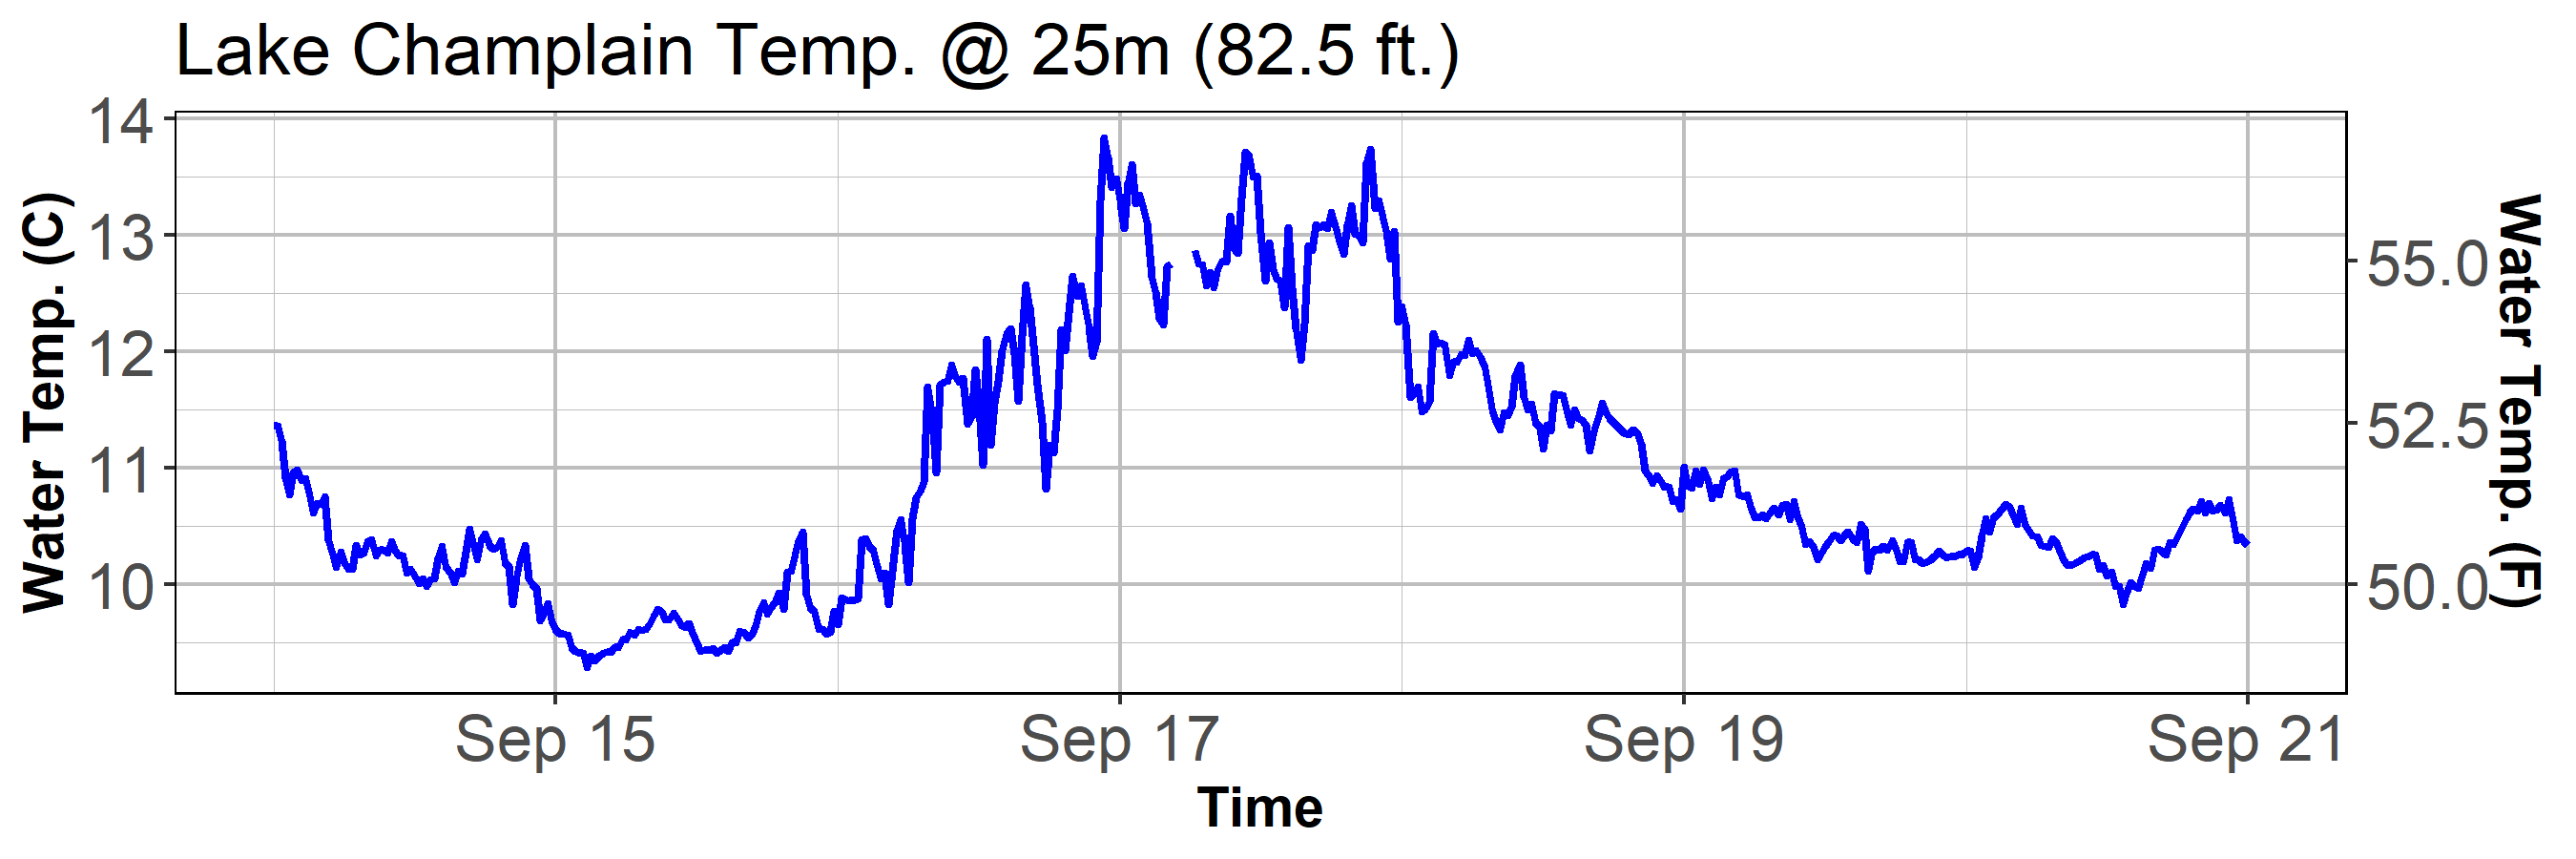 Lake Champlain Temp. @ 25m (82.5 ft.)
14
13
12
11
10
Water Temp. (C)
55.0
52.5
50.0
Water Temp. (F)
Sep 15
Sep 17
Sep 19
Sep 21
Time